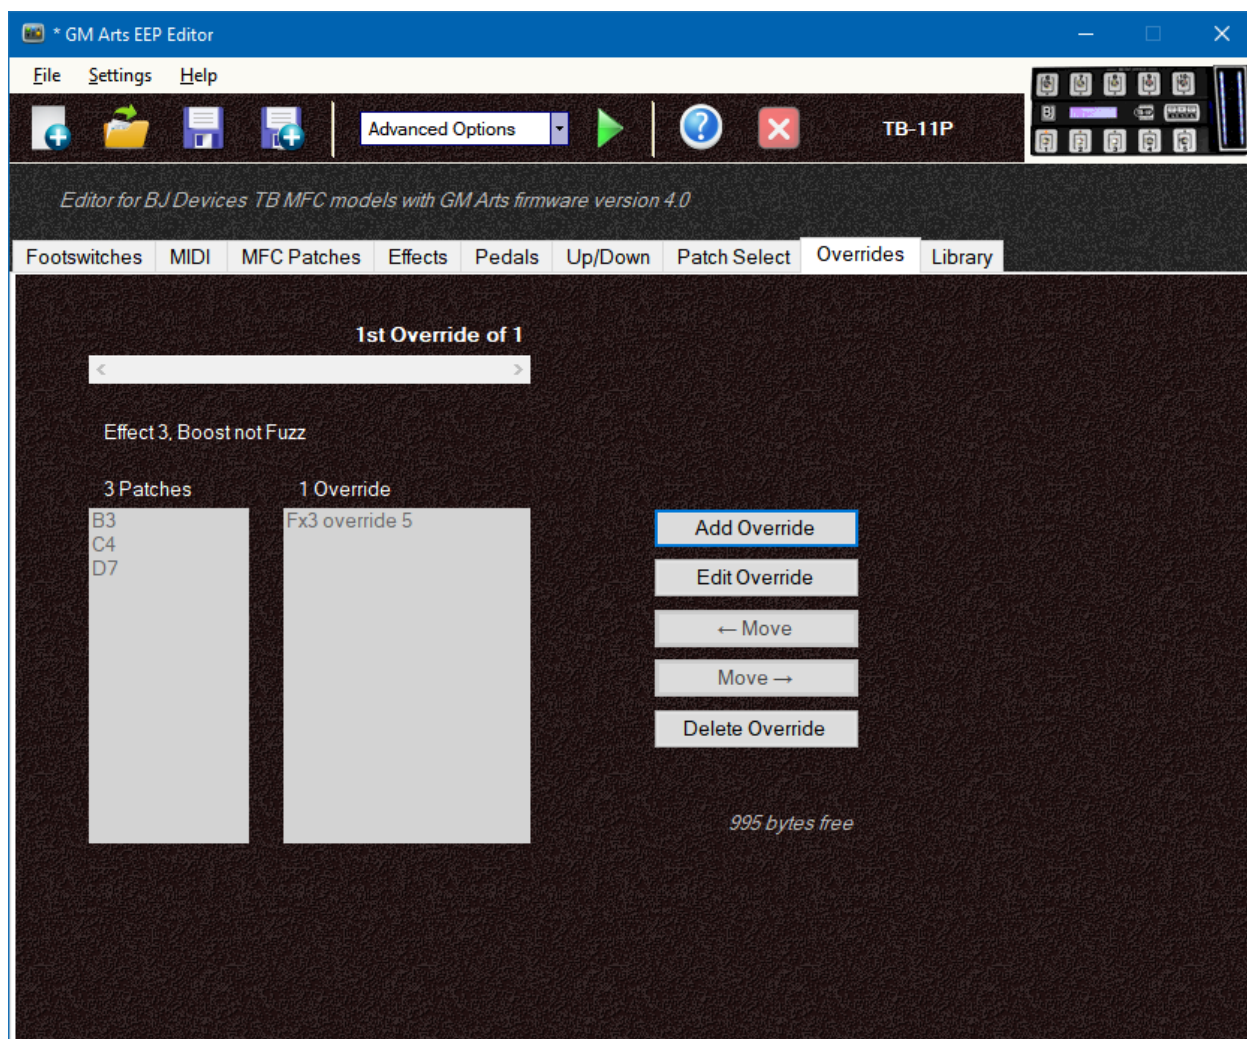 * GM Arts EEP Editor
File Settings Help
Advanced Options
TB-11P
Editor for BJ Devices TB MFC models with GM Arts firmware version 4.0
Footswitches MIDI MFC Patches Effects Pedals Up/Down Patch Select Overrides Library
1st Override of 1
Effect 3, Boost not Fuzz
3 Patches 1 Override
B3 Fx3 override 5
C4
D7
Add Override
Edit Override
← Move
Move →
Delete Override
995 bytes free